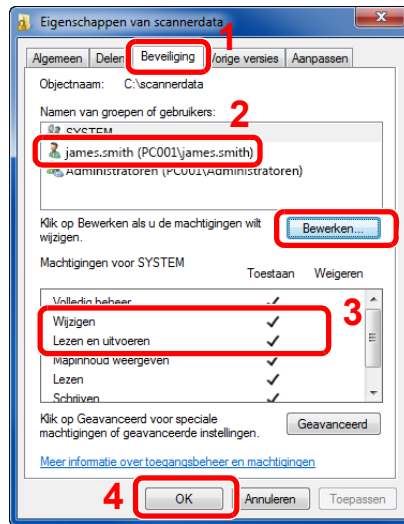 Eigenschappen van scannerdata
1
Algemeen Delen Beveiliging Vorige versies Aanpassen
Objectnaam: C:\scannerdata
Namen van groepen of gebruikers:
2
SYSTEM
james.smith (PC001\james.smith)
Administratoren (PC001\Administratoren)
Klik op Bewerken als u de machtigingen wilt
wijzigen.
Bewerken...
Machtigingen voor SYSTEM
Toestaan Weigeren
Volledig beheer
3
Wijzigen
Lezen en uitvoeren
Mapinhoud weergeven
Lezen
Schrijven
Klik op Geavanceerd voor speciale
machtigingen of geavanceerde instellingen.
Geavanceerd
Meer informatie over toegangsbeheer en machtigingen
4
OK Annuleren Toepassen